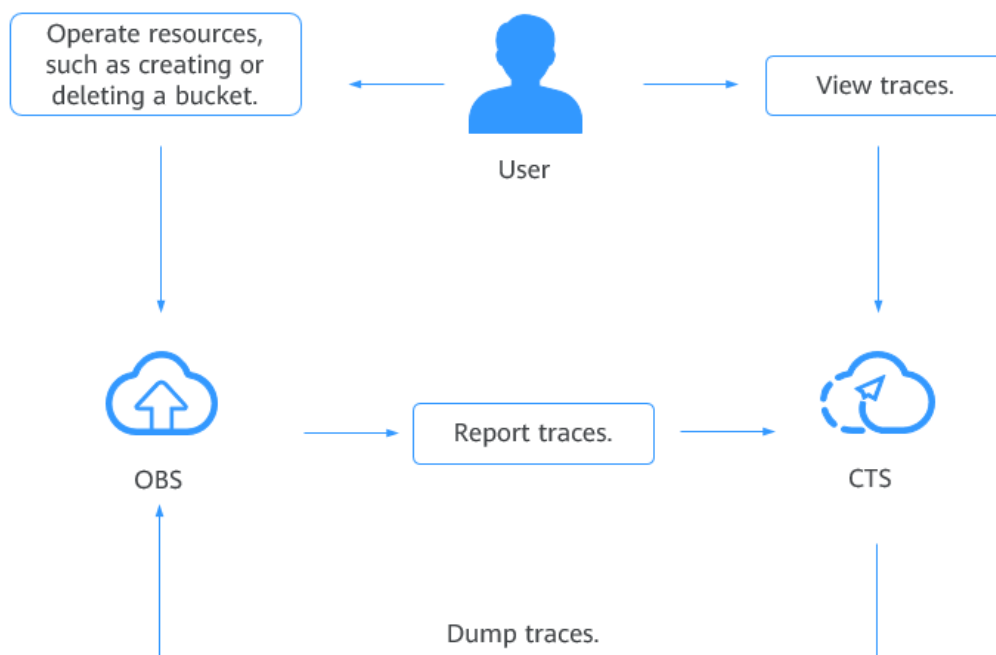 Operate resources,
such as creating or
deleting a bucket.
View traces.
User
Report traces.
OBS
CTS
Dump traces.